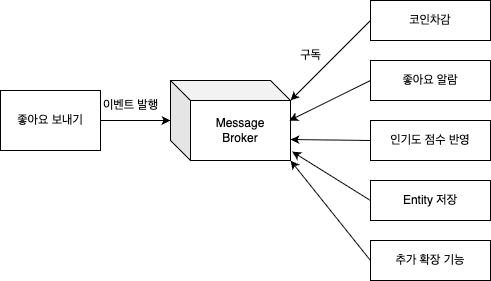 코인차감
구독
좋아요 알람
좋아요 보내기
이벤트 발행
Message
Broker
인기도 점수 반영
Entity 저장
추가 확장 기능